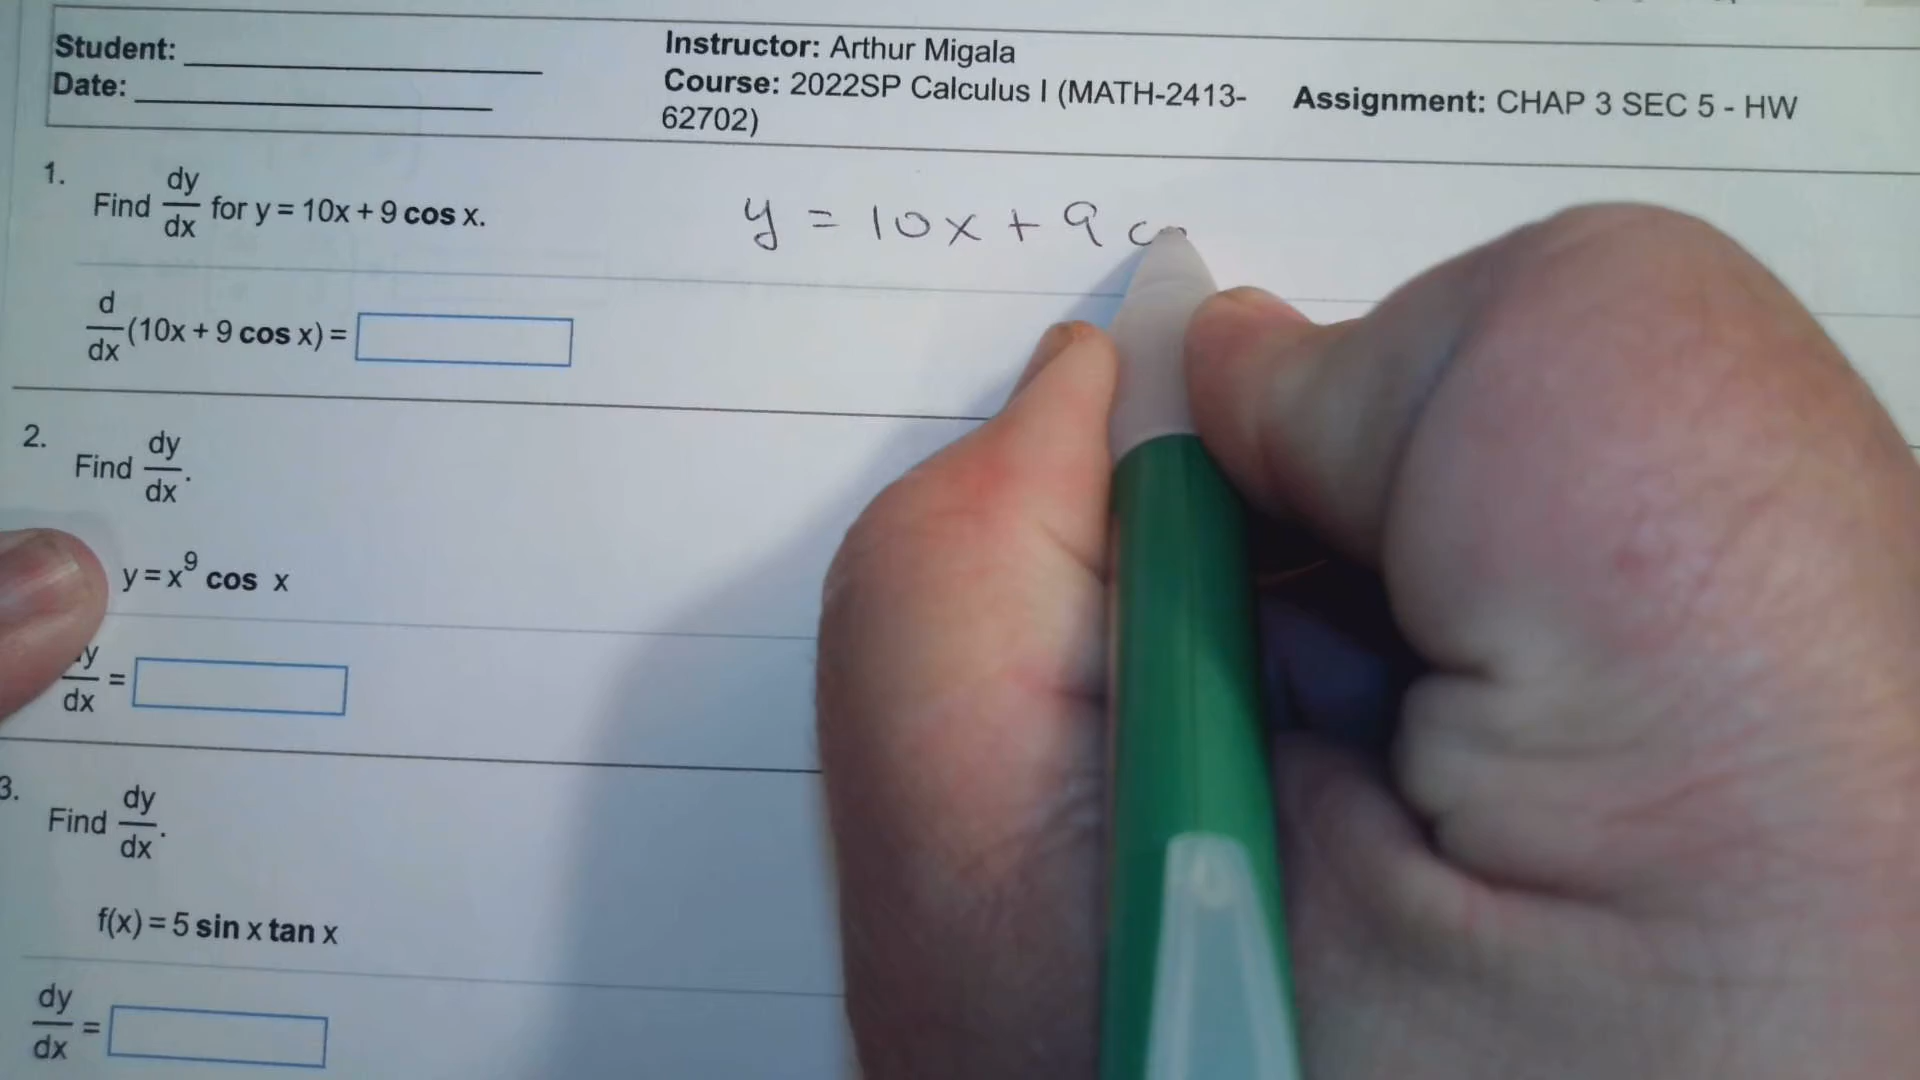 Student:
Date:
Instructor: Arthur Migala
Course: 2022SP Calculus I (MATH-2413-
62702)
Assignment: CHAP 3 SEC 5 - HW
1.
Find dy/dx for y = 10x + 9 cos x.
y = 10x + 9 co
d/dx (10x + 9 cos x) =
2.
Find dy/dx.
y = x⁹ cos x
y/dx =
3.
Find dy/dx.
f(x) = 5 sin x tan x
dy/dx =